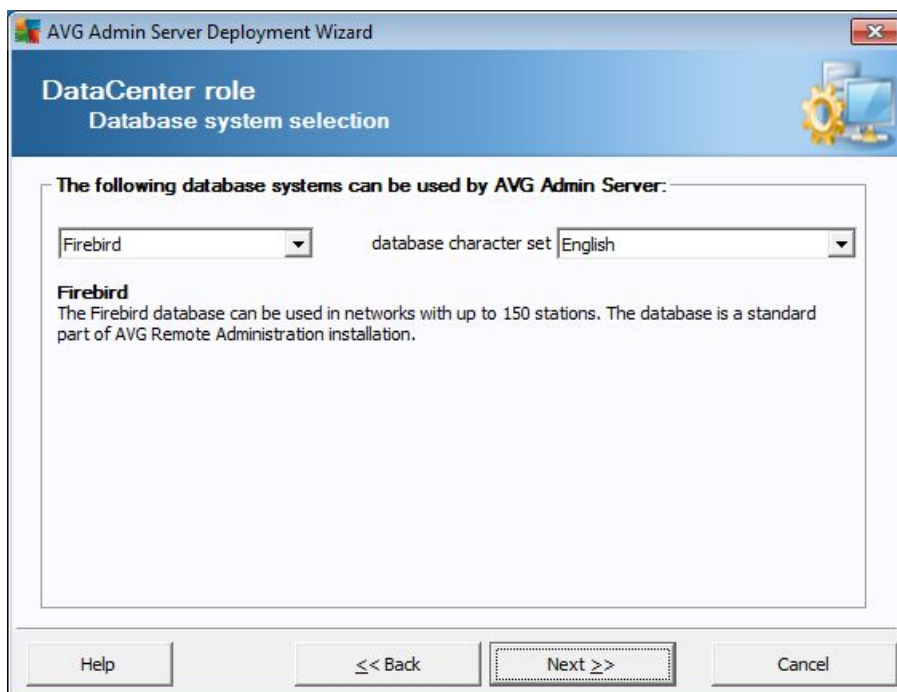 AVG Admin Server Deployment Wizard
DataCenter role
Database system selection
The following database systems can be used by AVG Admin Server:
Firebird database character set English
Firebird
The Firebird database can be used in networks with up to 150 stations. The database is a standard
part of AVG Remote Administration installation.
Help << Back Next >> Cancel